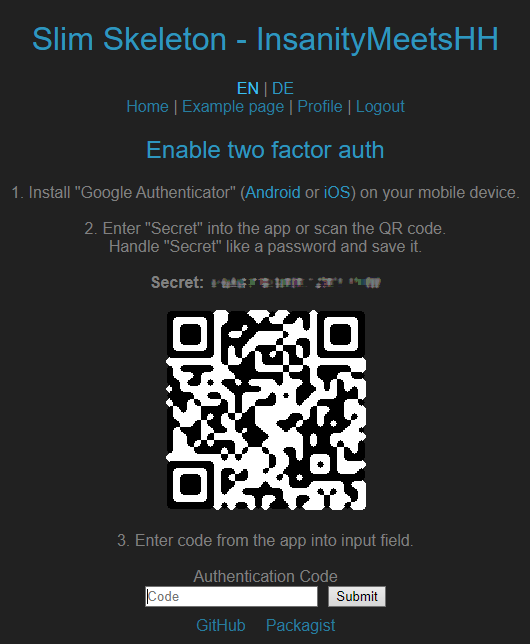 Slim Skeleton - InsanityMeetsHH
EN | DE
Home | Example page | Profile | Logout
Enable two factor auth
1. Install "Google Authenticator" (Android or iOS) on your mobile device.
2. Enter "Secret" into the app or scan the QR code.
Handle "Secret" like a password and save it.
Secret:
3. Enter code from the app into input field.
Authentication Code
Code Submit
GitHub Packagist